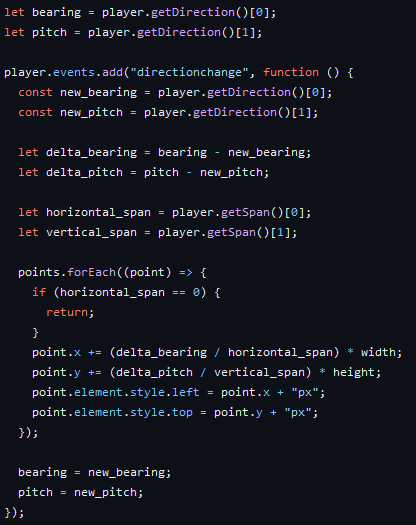 let bearing = player.getDirection()[0];
let pitch = player.getDirection()[1];

player.events.add("directionchange", function () {
  const new_bearing = player.getDirection()[0];
  const new_pitch = player.getDirection()[1];

  let delta_bearing = bearing - new_bearing;
  let delta_pitch = pitch - new_pitch;

  let horizontal_span = player.getSpan()[0];
  let vertical_span = player.getSpan()[1];

  points.forEach((point) => {
    if (horizontal_span == 0) {
      return;
    }
    point.x += (delta_bearing / horizontal_span) * width;
    point.y += (delta_pitch / vertical_span) * height;
    point.element.style.left = point.x + "px";
    point.element.style.top = point.y + "px";
  });

  bearing = new_bearing;
  pitch = new_pitch;
});